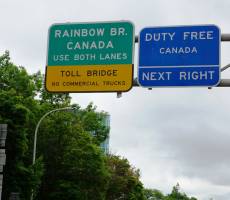 RAINBOW BR.
CANADA
USE BOTH LANES
TOLL BRIDGE
NO COMMERCIAL TRUCKS
DUTY FREE
CANADA
NEXT RIGHT